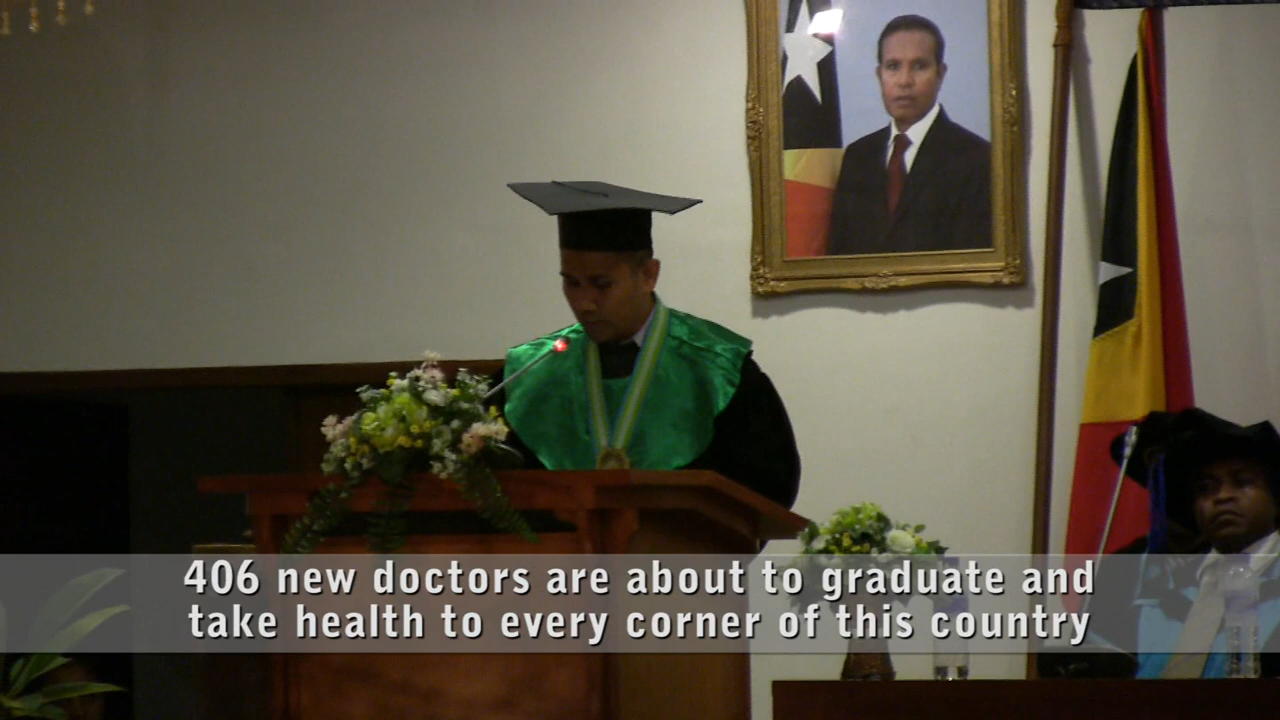 406 new doctors are about to graduate and
take health to every corner of this country